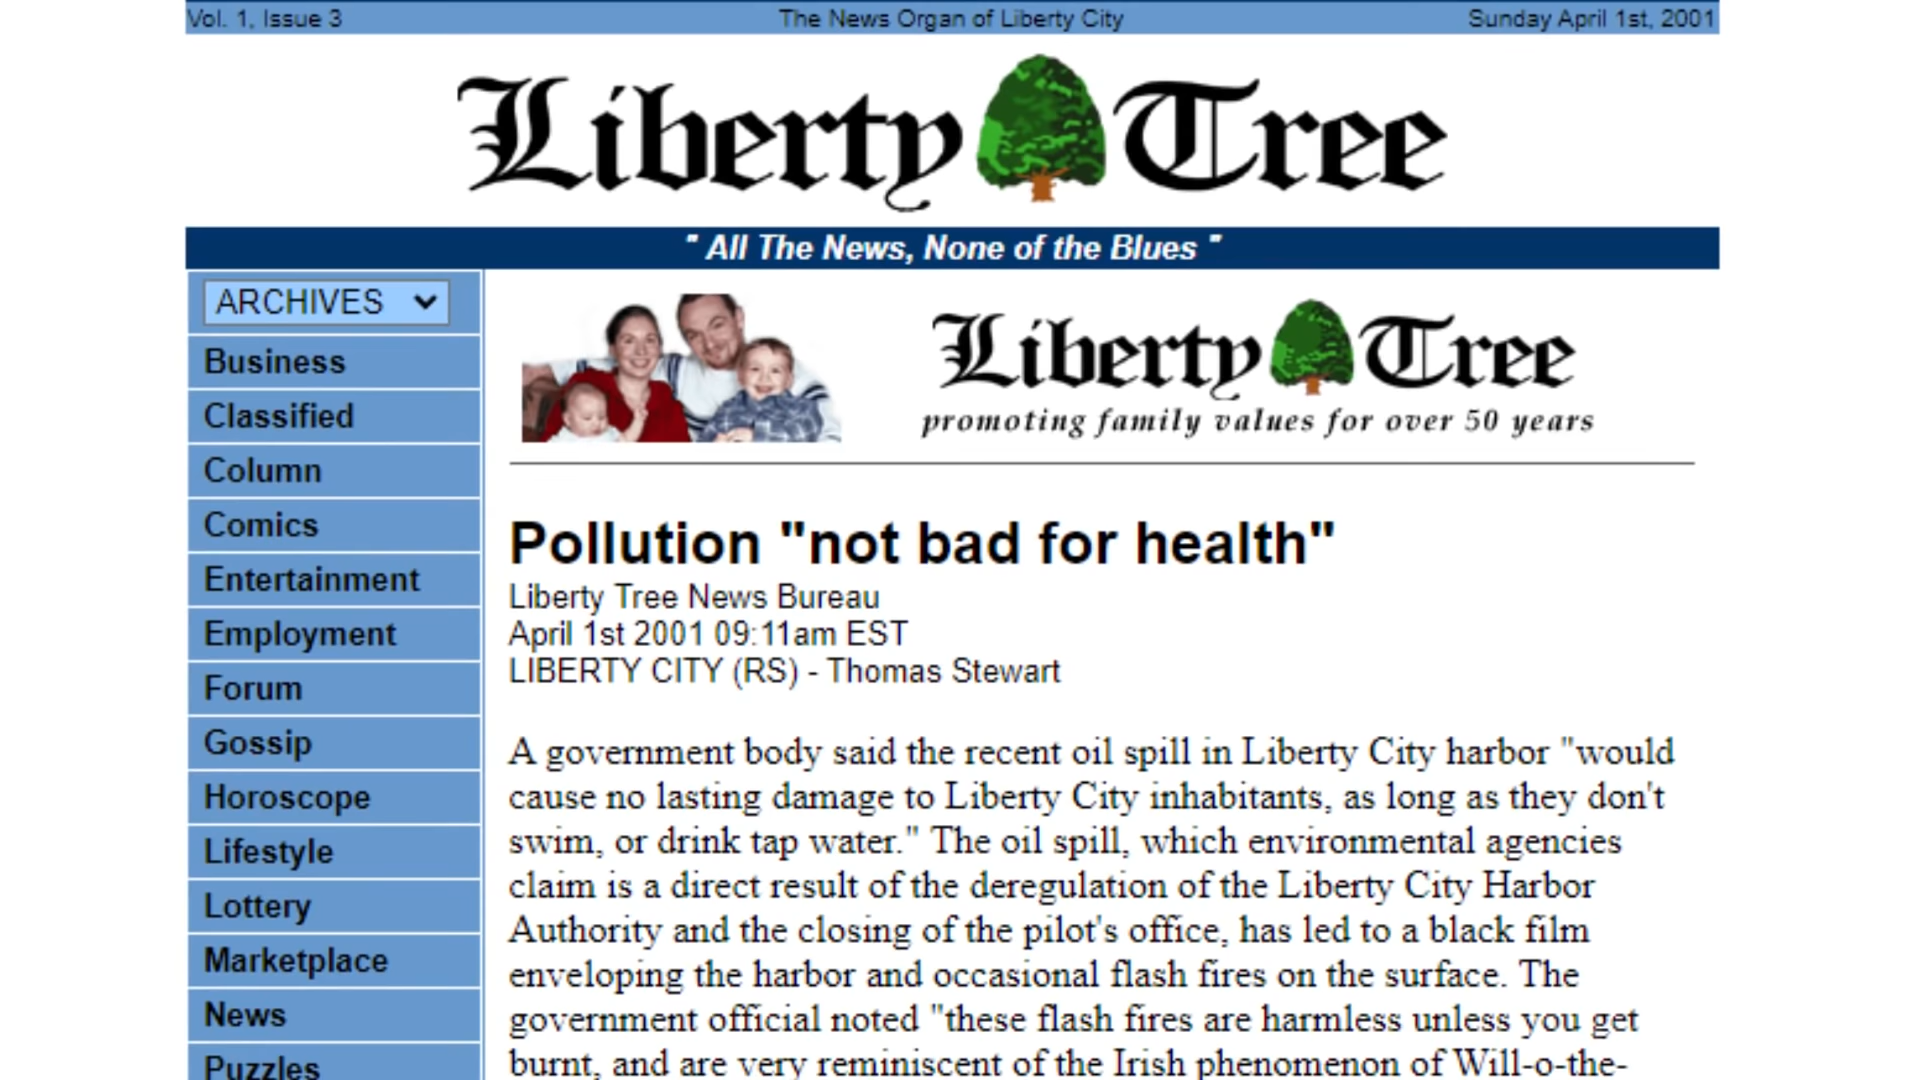 Vol. 1, Issue 3
The News Organ of Liberty City
Sunday April 1st, 2001
Liberty Tree
" All The News, None of the Blues "
ARCHIVES
Business
Classified
Column
Comics
Entertainment
Employment
Forum
Gossip
Horoscope
Lifestyle
Lottery
Marketplace
News
Puzzles
Liberty Tree
promoting family values for over 50 years
Pollution "not bad for health"
Liberty Tree News Bureau
April 1st 2001 09:11am EST
LIBERTY CITY (RS) - Thomas Stewart
A government body said the recent oil spill in Liberty City harbor "would
cause no lasting damage to Liberty City inhabitants, as long as they don't
swim, or drink tap water." The oil spill, which environmental agencies
claim is a direct result of the deregulation of the Liberty City Harbor
Authority and the closing of the pilot's office, has led to a black film
enveloping the harbor and occasional flash fires on the surface. The
government official noted "these flash fires are harmless unless you get
burnt, and are very reminiscent of the Irish phenomenon of Will-o-the-